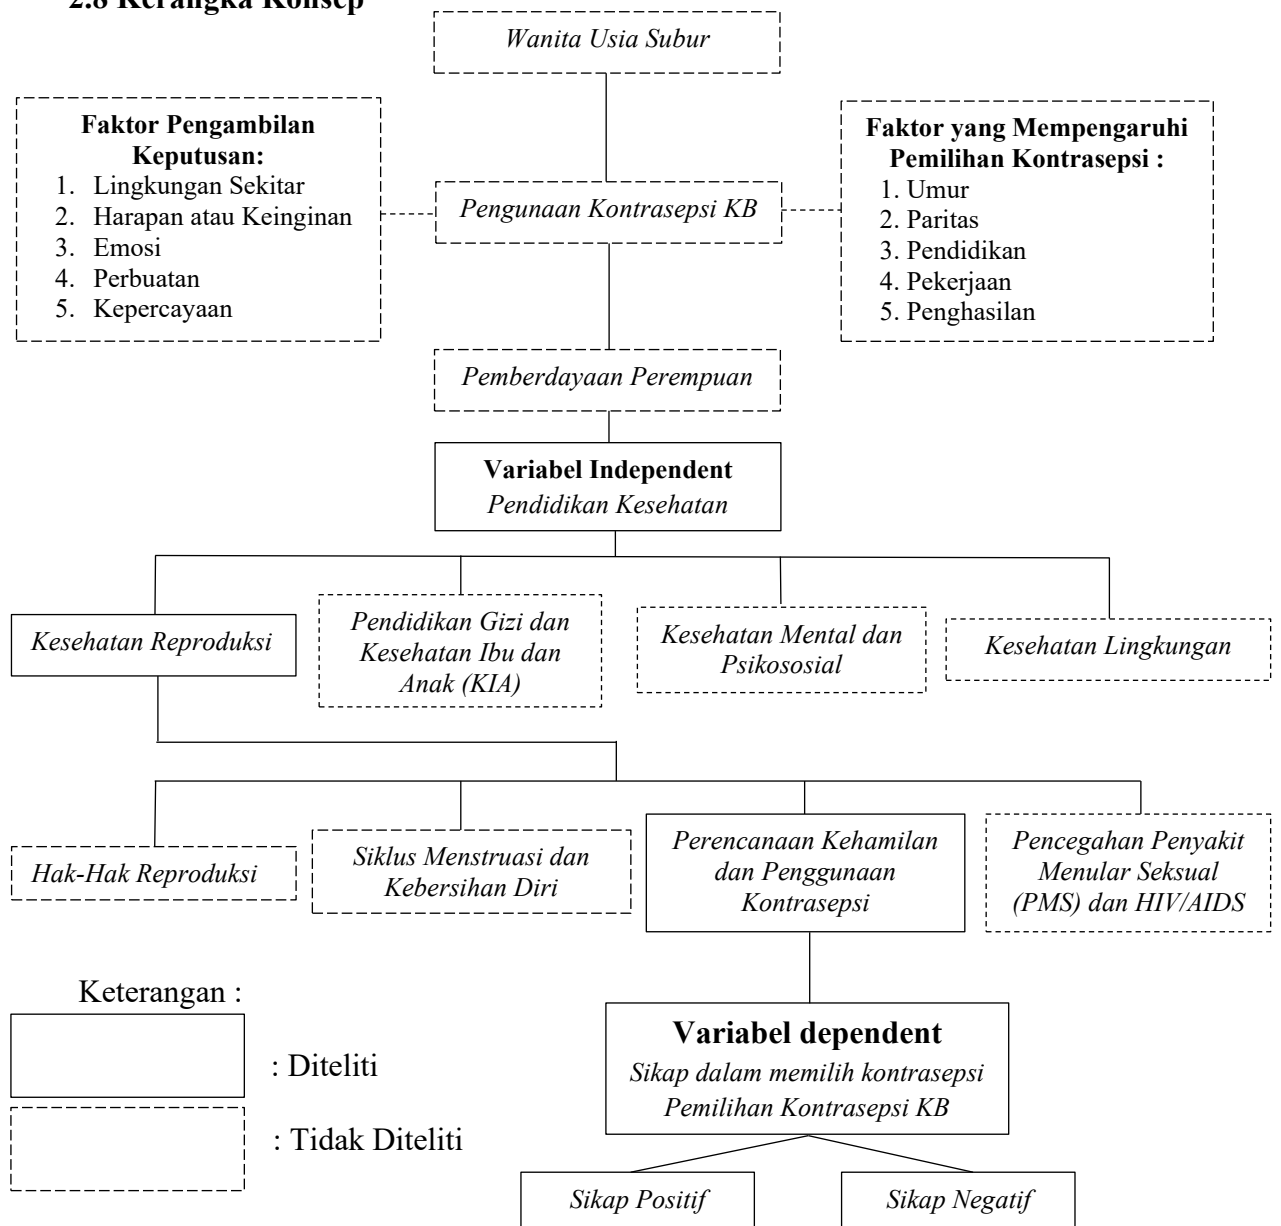 2.8 Kerangka Konsep
Wanita Usia Subur
Faktor Pengambilan
Keputusan:
1. Lingkungan Sekitar
2. Harapan atau Keinginan
3. Emosi
4. Perbuatan
5. Kepercayaan
Pengunaan Kontrasepsi KB
Faktor yang Mempengaruhi
Pemilihan Kontrasepsi :
1. Umur
2. Paritas
3. Pendidikan
4. Pekerjaan
5. Penghasilan
Pemberdayaan Perempuan
Variabel Independent
Pendidikan Kesehatan
Kesehatan Reproduksi
Pendidikan Gizi dan
Kesehatan Ibu dan
Anak (KIA)
Kesehatan Mental dan
Psikososial
Kesehatan Lingkungan
Hak-Hak Reproduksi
Siklus Menstruasi dan
Kebersihan Diri
Perencanaan Kehamilan
dan Penggunaan
Kontrasepsi
Pencegahan Penyakit
Menular Seksual
(PMS) dan HIV/AIDS
Keterangan :
: Diteliti
: Tidak Diteliti
Variabel dependent
Sikap dalam memilih kontrasepsi
Pemilihan Kontrasepsi KB
Sikap Positif
Sikap Negatif